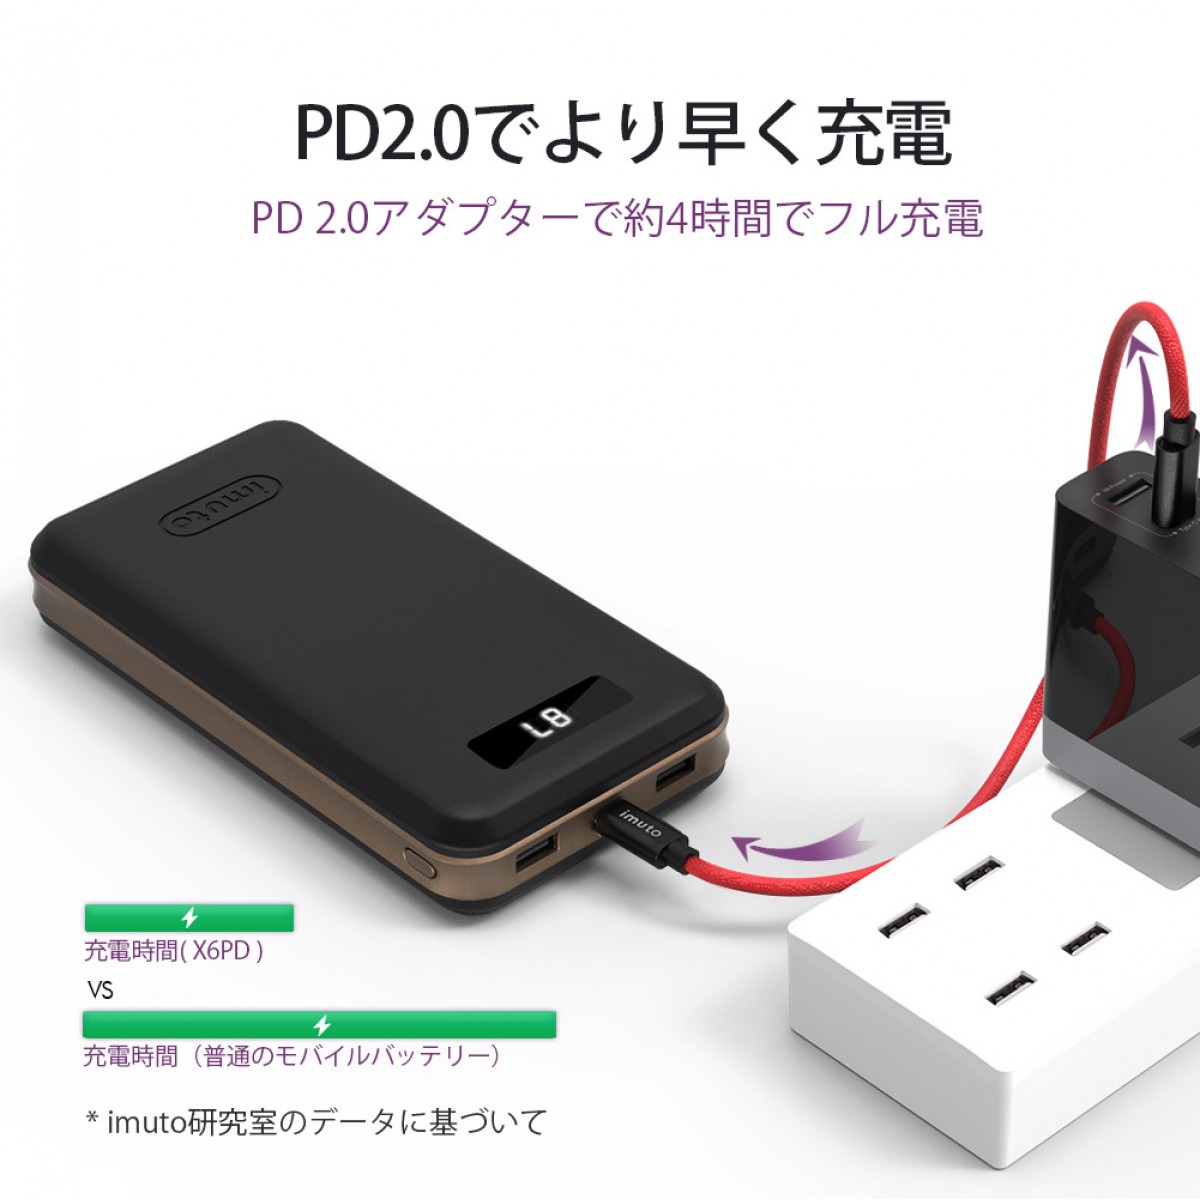 PD2.0でより早く充電
PD 2.0アダプターで約4時間でフル充電
imuto
87
imuto
充電時間( X6PD )
VS
充電時間（普通のモバイルバッテリー）
* imuto研究室のデータに基づいて